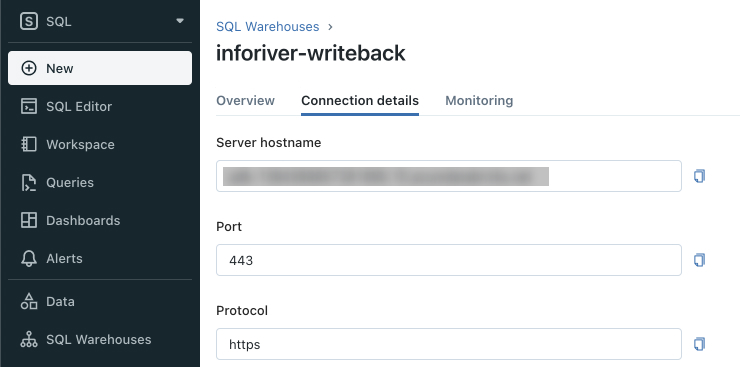 S SQL
New
SQL Editor
Workspace
Queries
Dashboards
Alerts
Data
SQL Warehouses
SQL Warehouses ›
inforiver-writeback
Overview Connection details Monitoring
Server hostname
Port
443
Protocol
https